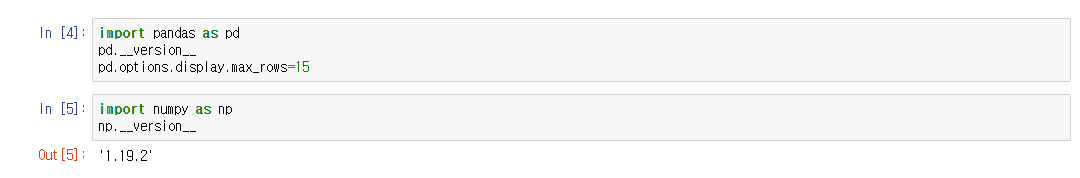 In [4]: import pandas as pd
pd.__version__
pd.options.display.max_rows=15
In [5]: import numpy as np
np.__version__
Out[5]: '1.19.2'